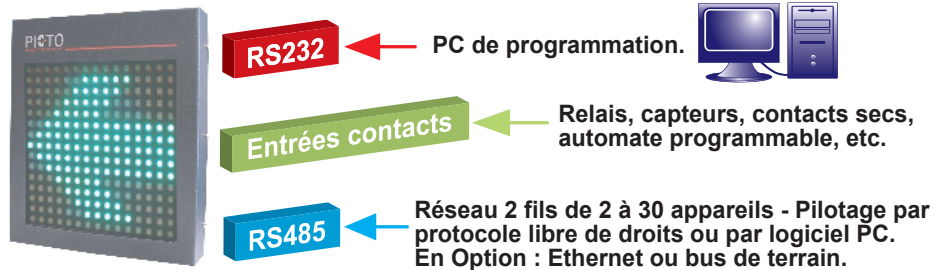 PICTO
RS232
PC de programmation.
Entrées contacts
Relais, capteurs, contacts secs,
automate programmable, etc.
RS485
Réseau 2 fils de 2 à 30 appareils - Pilotage par
protocole libre de droits ou par logiciel PC.
En Option : Ethernet ou bus de terrain.